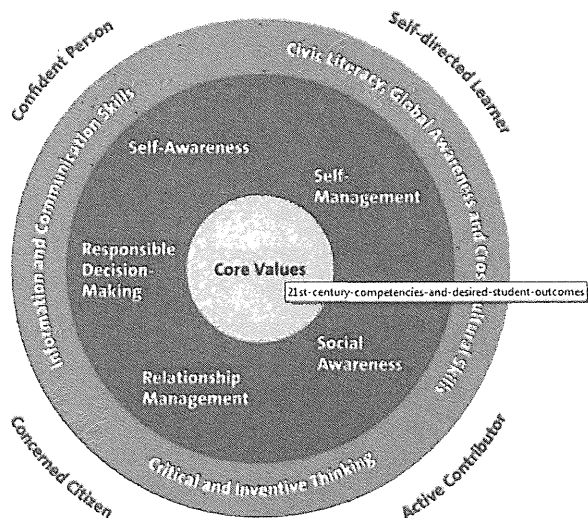 Confident Person
Self-directed Learner
Civic Literacy, Global Awareness and Cros ultural Skills
Information and Communication Skills
Self-Awareness
Self-
Management
Responsible
Decision-
Making
Core Values
21st-century-competencies-and-desired-student-outcomes
Social
Awareness
Relationship
Management
Critical and Inventive Thinking
Concerned Citizen
Active Contributor